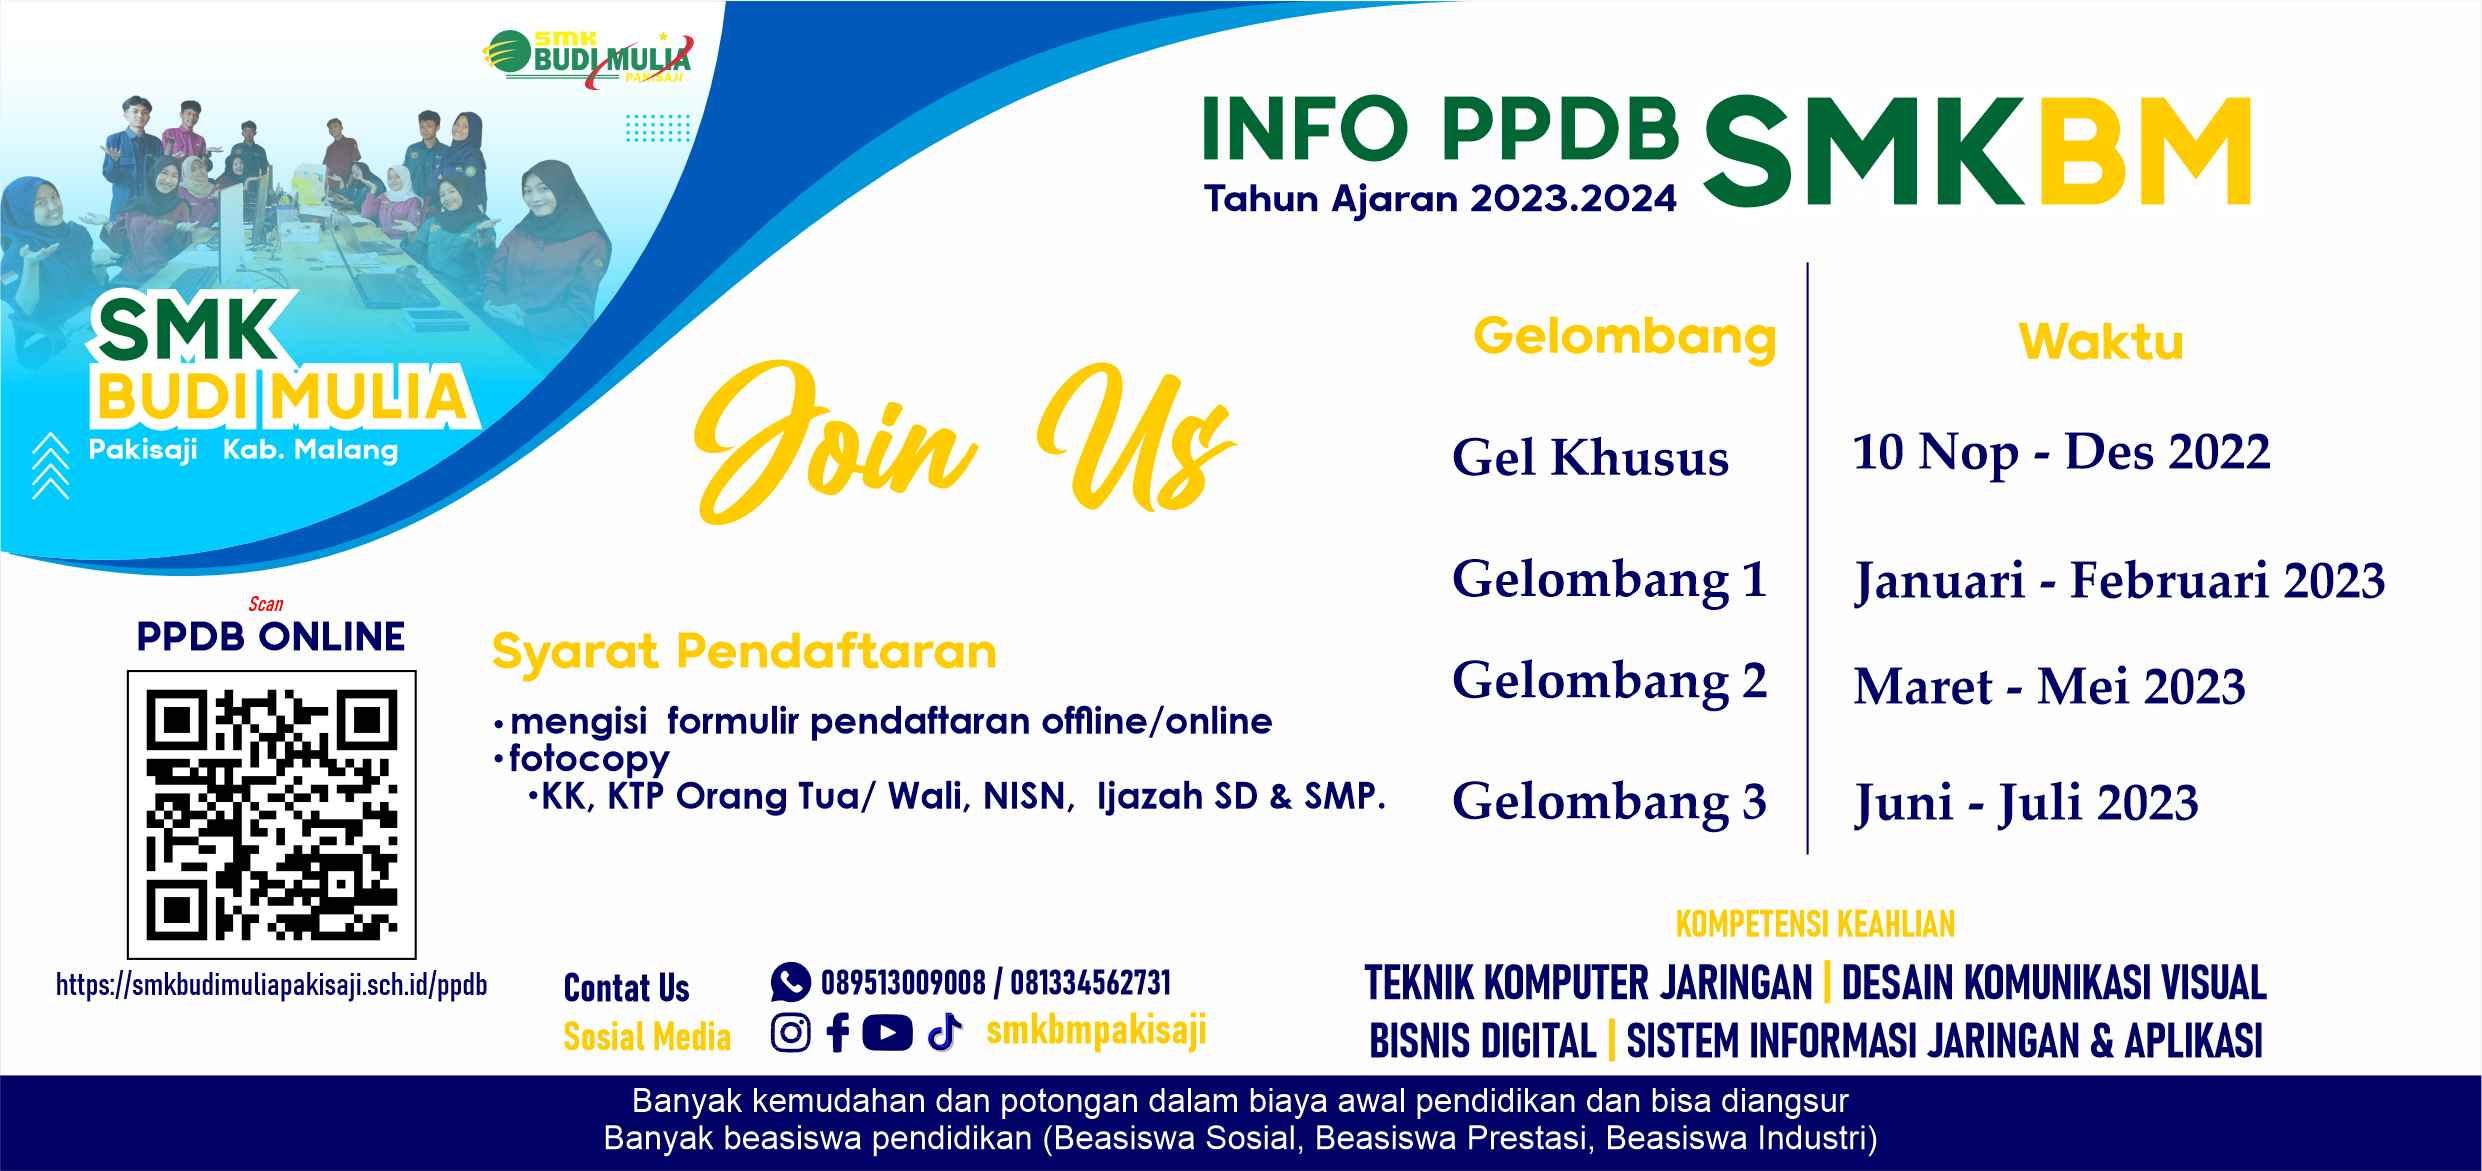 SMK
BUDI MULIA
PAKISAJI
INFO PPDB SMKBM
Tahun Ajaran 2023.2024
SMK
BUDI MULIA
Pakisaji Kab. Malang
Join Us
Gelombang Waktu
Gel Khusus 10 Nop - Des 2022
Gelombang 1 Januari - Februari 2023
Gelombang 2 Maret - Mei 2023
Gelombang 3 Juni - Juli 2023
Scan
PPDB ONLINE
https://smkbudimuliapakisaji.sch.id/ppdb
Syarat Pendaftaran
•mengisi formulir pendaftaran offline/online
•fotocopy
•KK, KTP Orang Tua/ Wali, NISN, Ijazah SD & SMP.
Contat Us 089513009008 / 081334562731
Sosial Media smkbmpakisaji
KOMPETENSI KEAHLIAN
TEKNIK KOMPUTER JARINGAN | DESAIN KOMUNIKASI VISUAL
BISNIS DIGITAL | SISTEM INFORMASI JARINGAN & APLIKASI
Banyak kemudahan dan potongan dalam biaya awal pendidikan dan bisa diangsur
Banyak beasiswa pendidikan (Beasiswa Sosial, Beasiswa Prestasi, Beasiswa Industri)